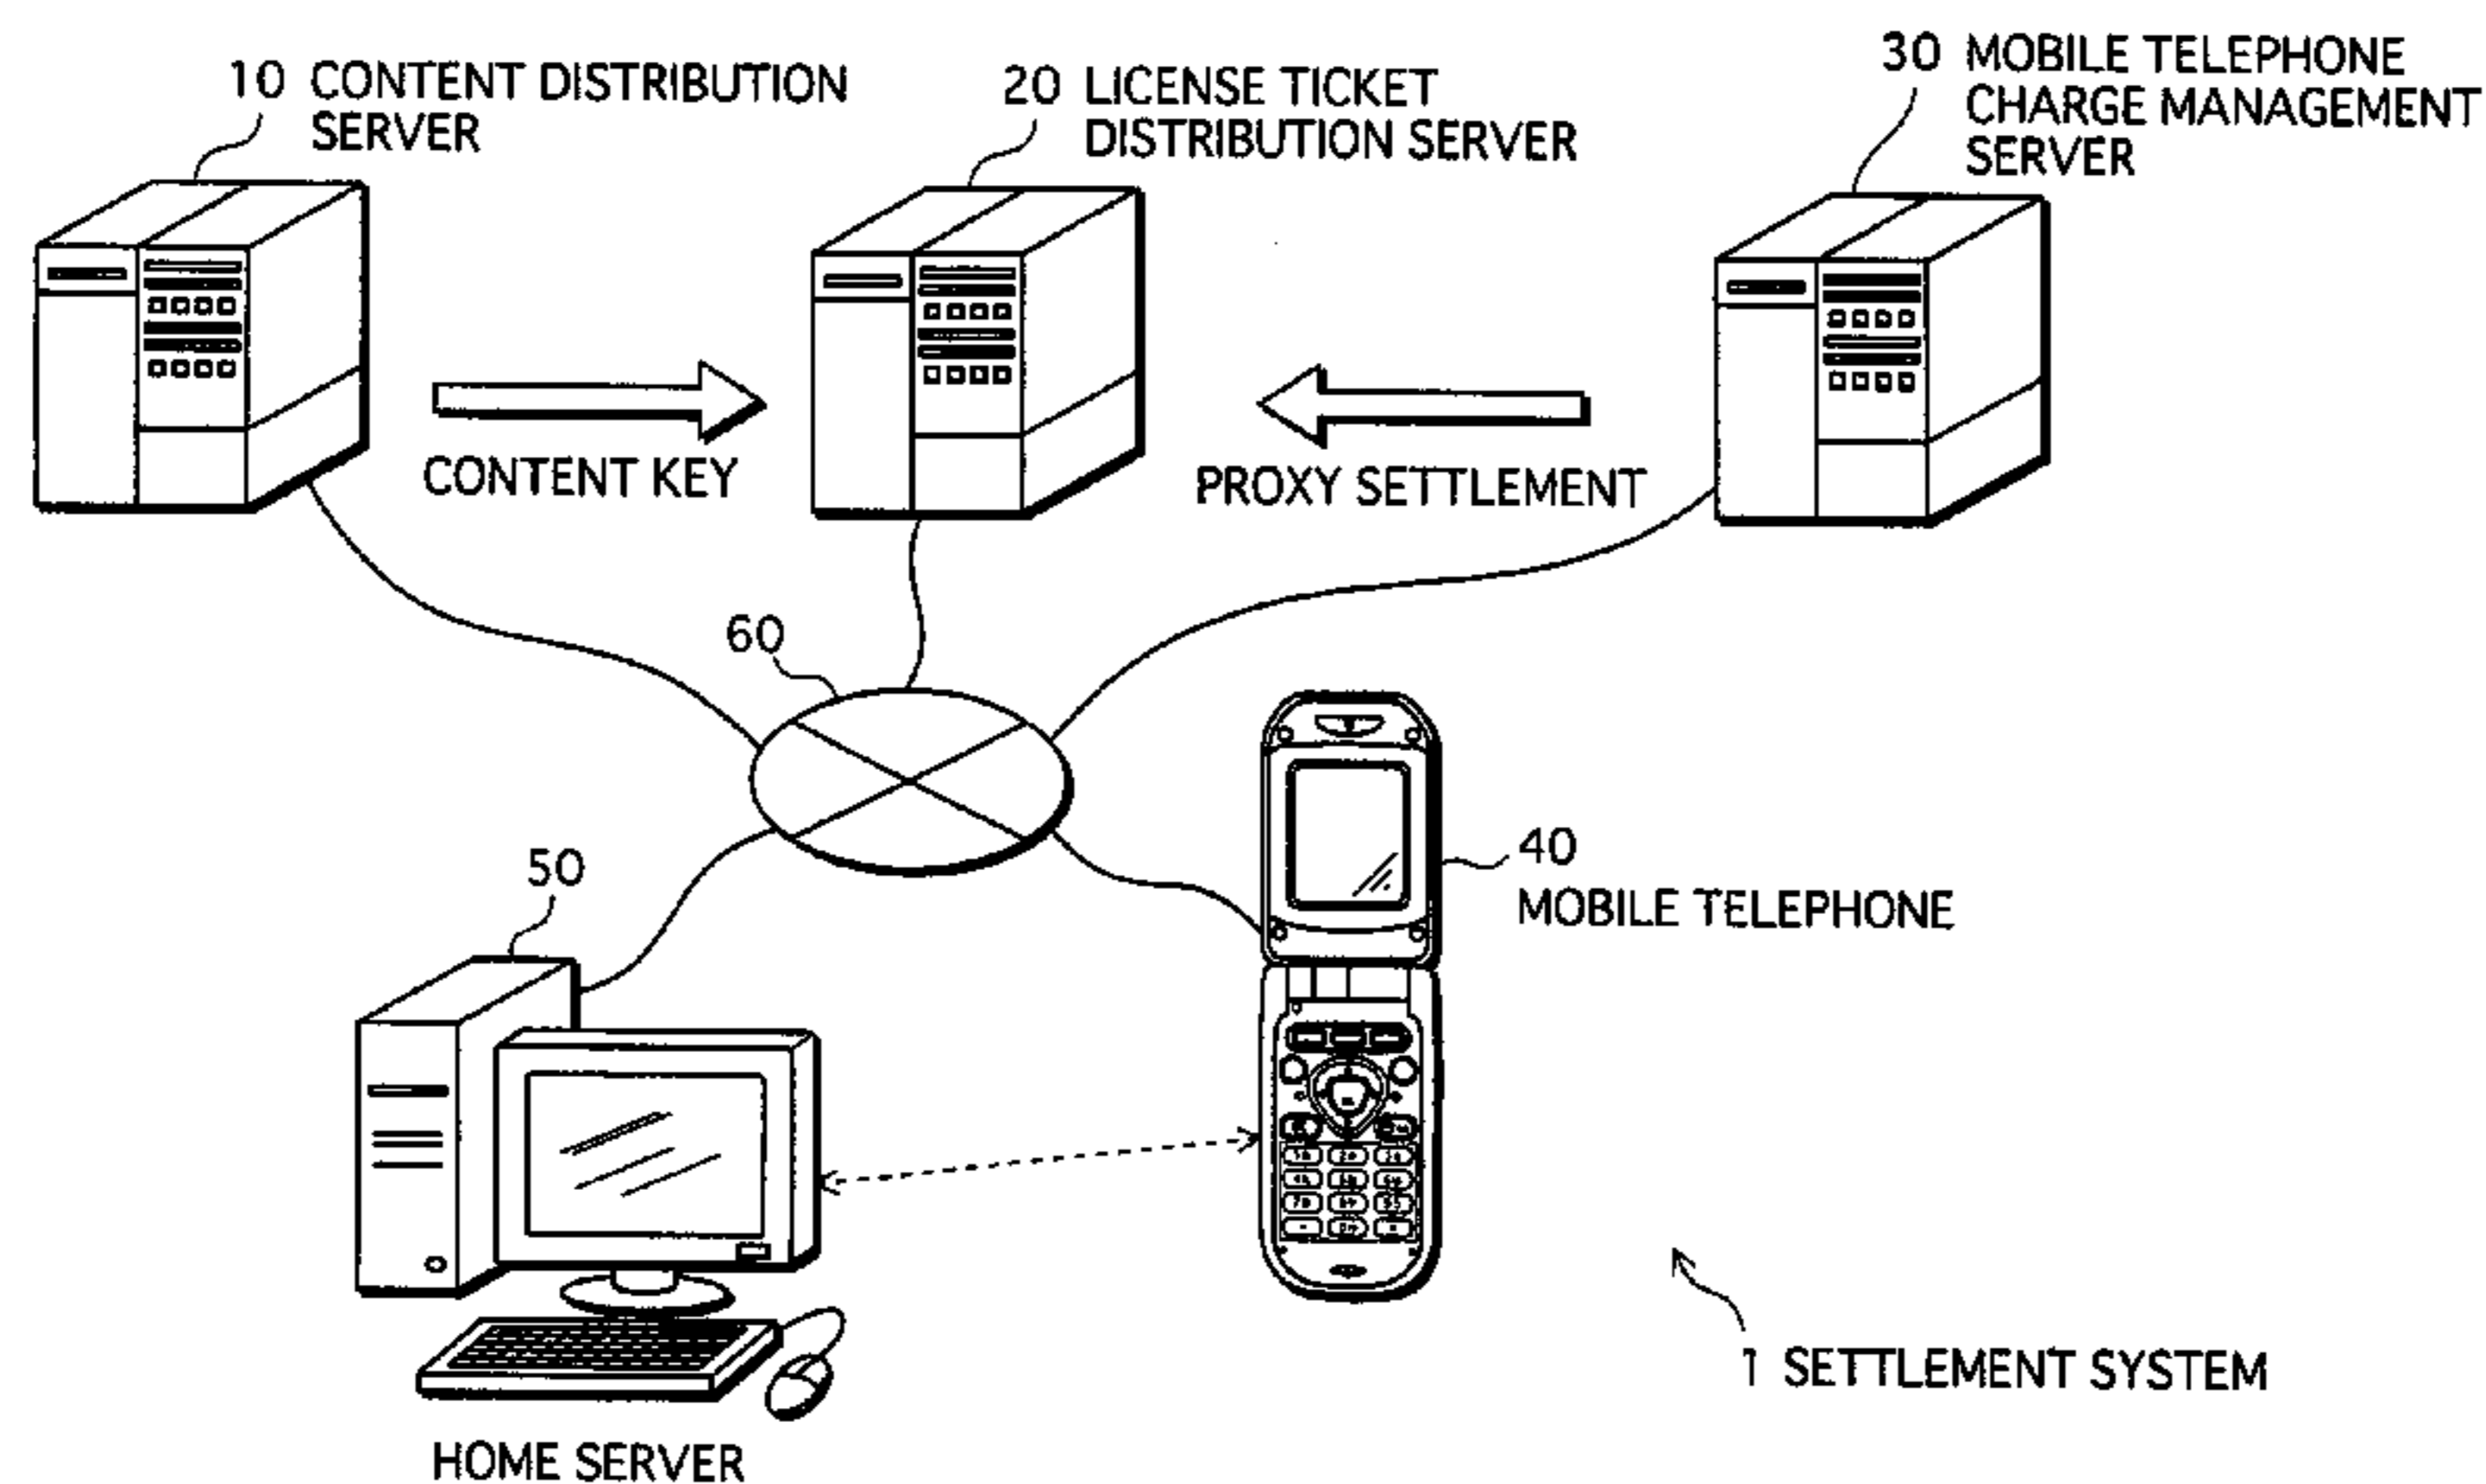 10 CONTENT DISTRIBUTION
SERVER
20 LICENSE TICKET
DISTRIBUTION SERVER
30 MOBILE TELEPHONE
CHARGE MANAGEMENT
SERVER
CONTENT KEY
PROXY SETTLEMENT
60
50
40
MOBILE TELEPHONE
1 SETTLEMENT SYSTEM
HOME SERVER